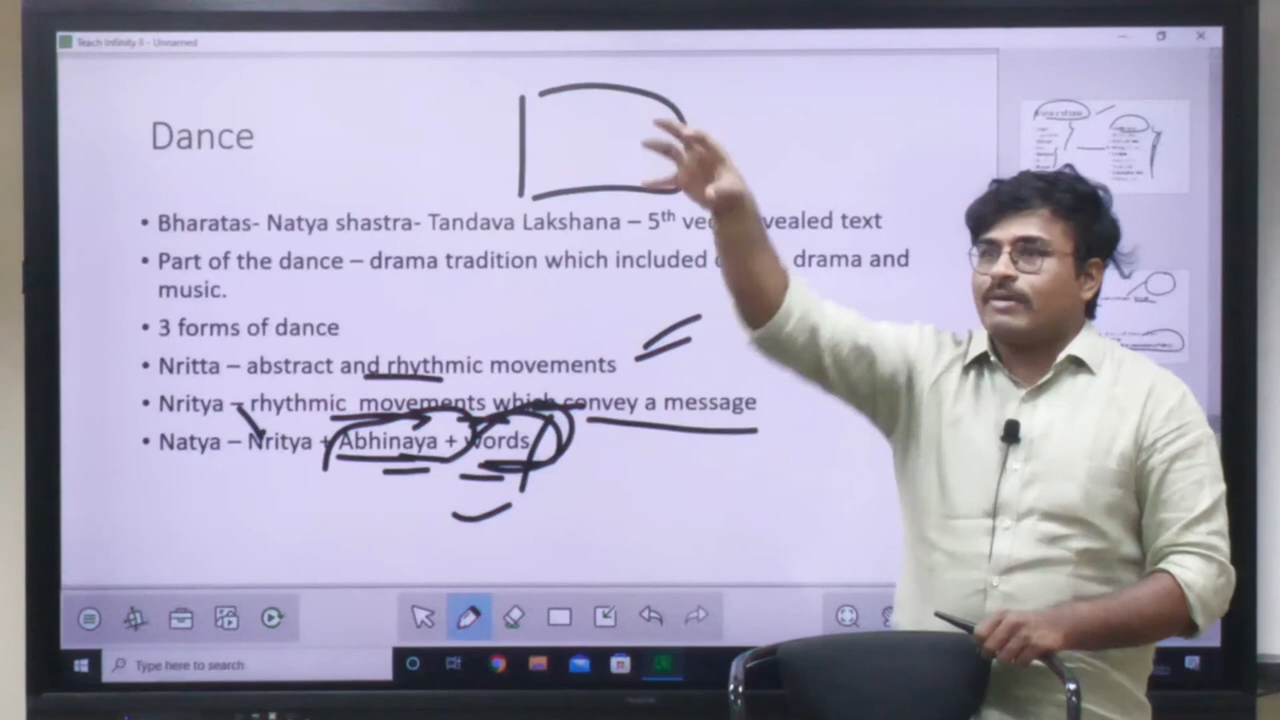 Teach Infinity II - Unnamed
Dance
• Bharatas- Natya shastra- Tandava Lakshana – 5th text
• Part of the dance – drama tradition which included drama and
music.
• 3 forms of dance
• Nritta – abstract and rhythmic movements
• Nritya – rhythmic movements which convey a message
• Natya – Nritya + Abhinaya + words
Type here to search